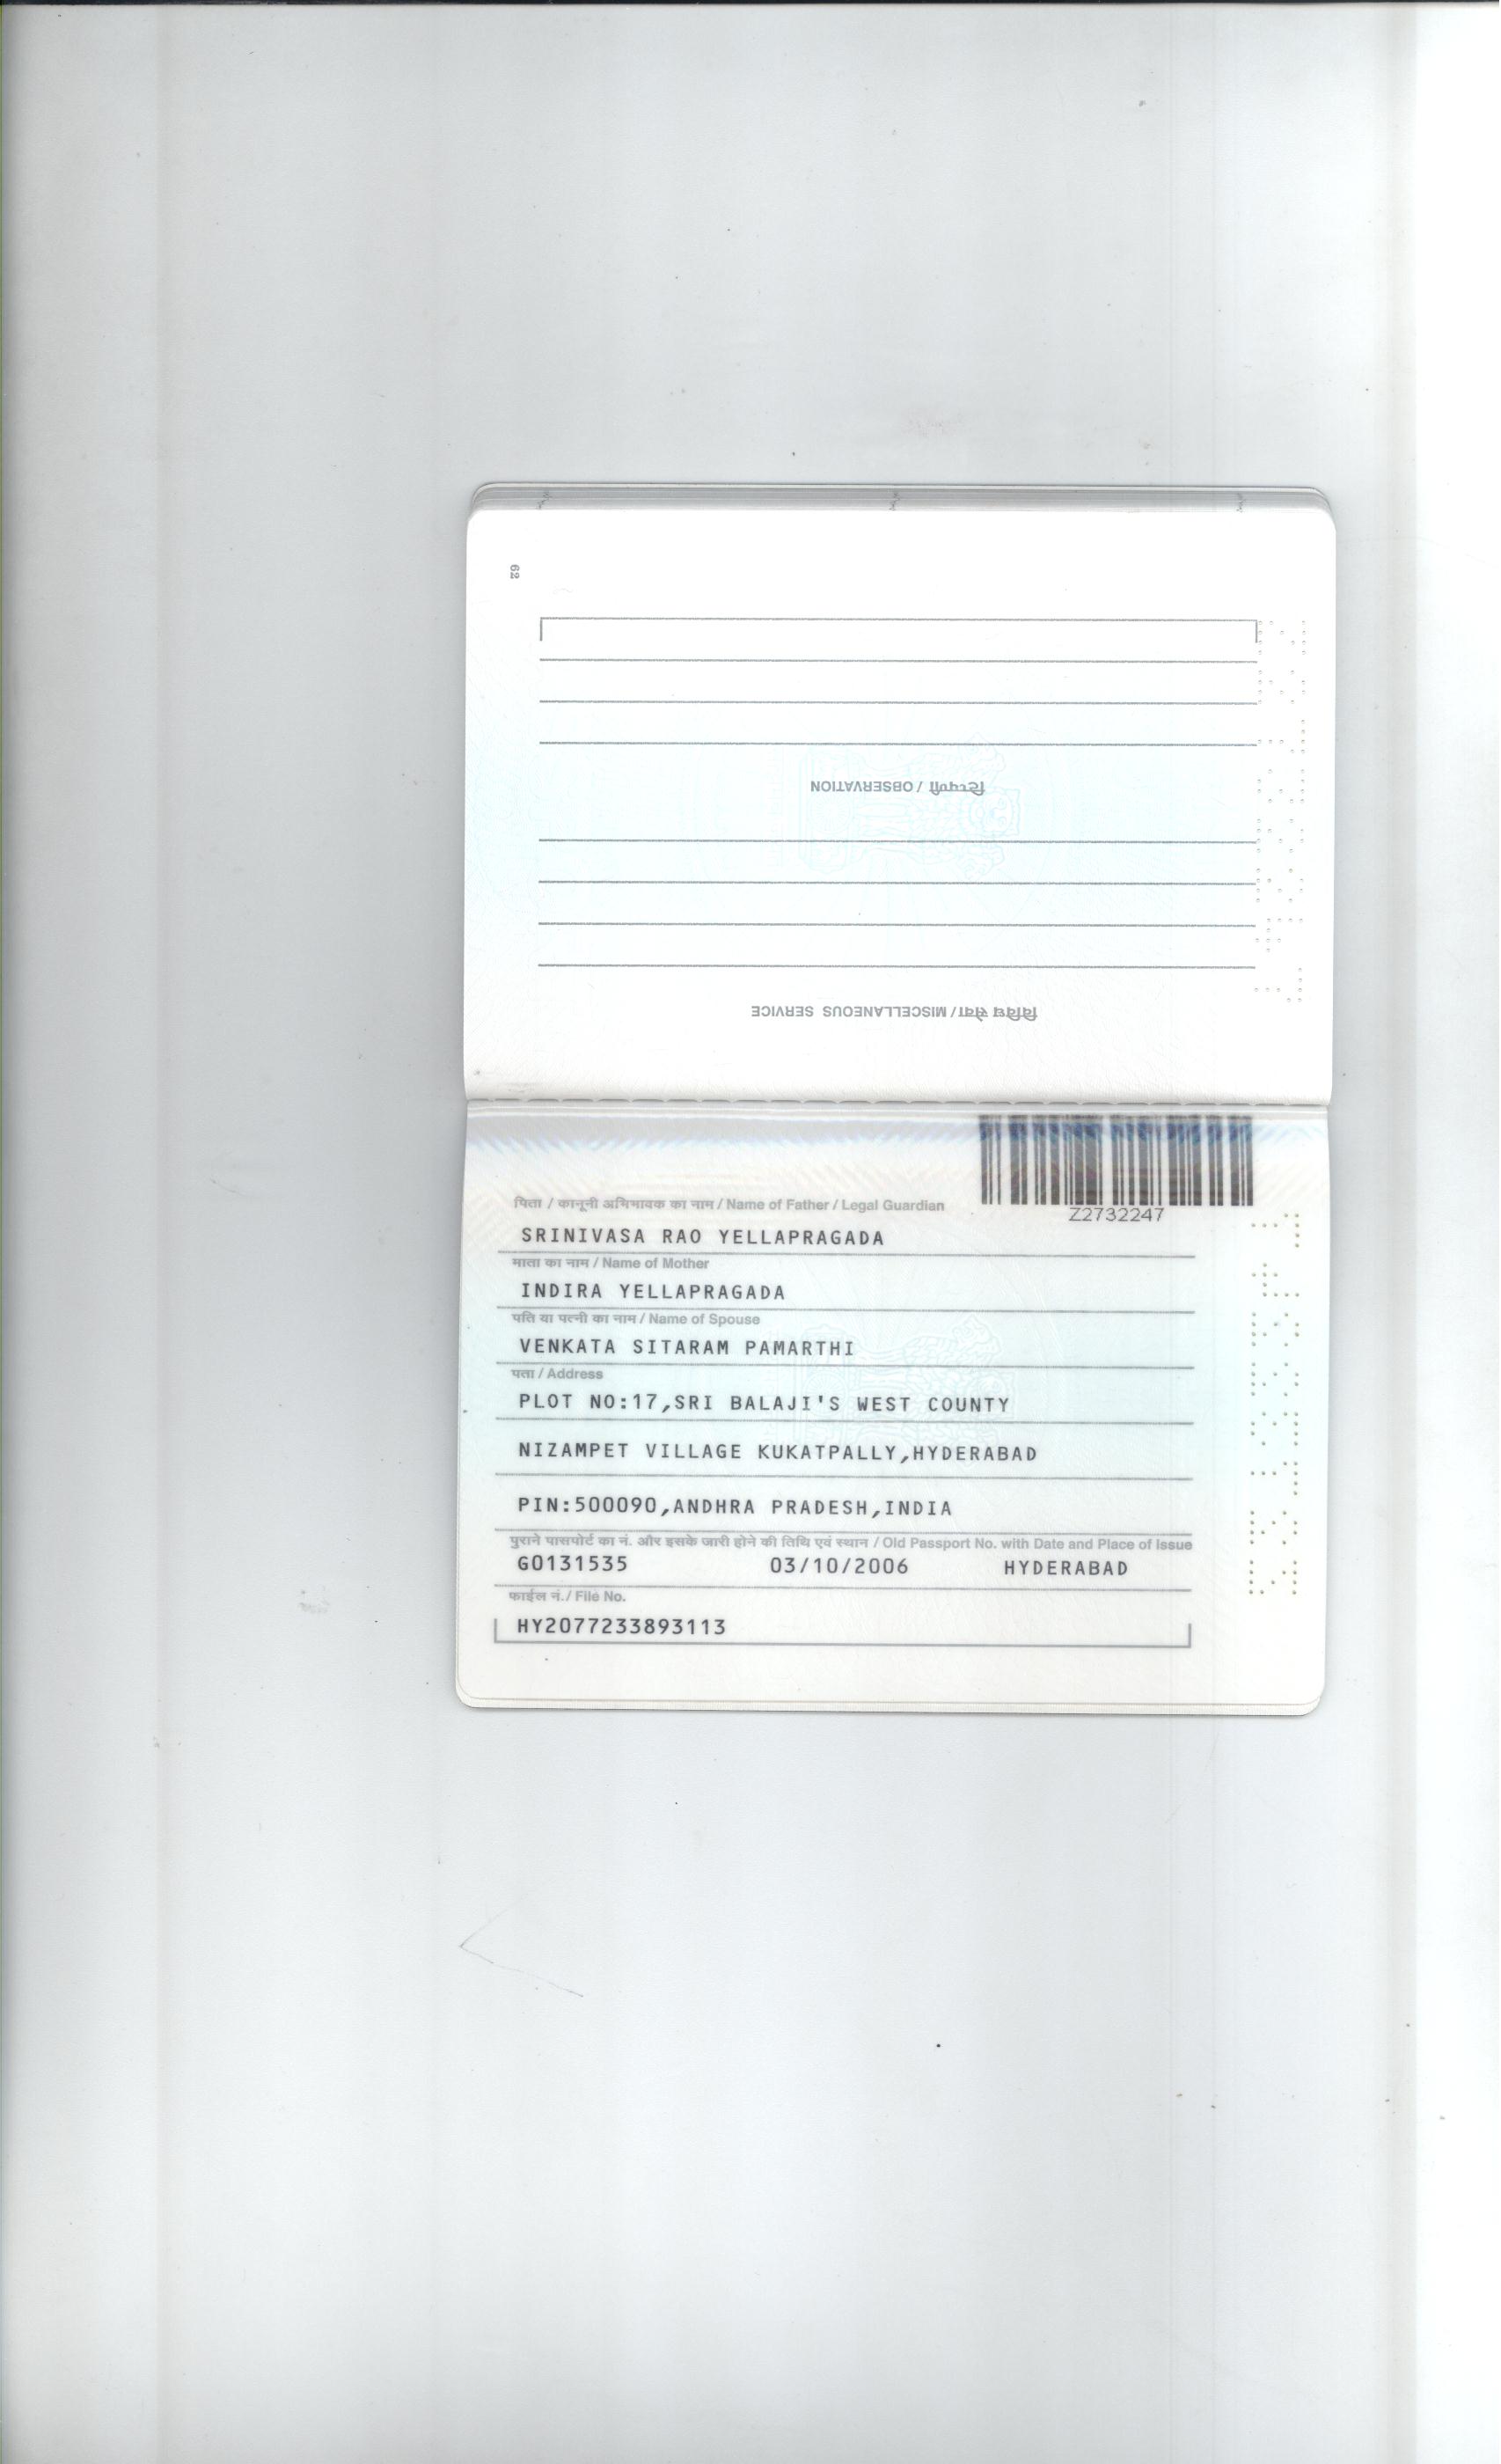 62
टिप्पणी / OBSERVATION
विविध सेवा / MISCELLANEOUS SERVICE
Z2732247
पिता / कानूनी अभिभावक का नाम / Name of Father / Legal Guardian
SRINIVASA RAO YELLAPRAGADA
माता का नाम / Name of Mother
INDIRA YELLAPRAGADA
पति या पत्नी का नाम / Name of Spouse
VENKATA SITARAM PAMARTHI
पता / Address
PLOT NO:17,SRI BALAJI'S WEST COUNTY
NIZAMPET VILLAGE KUKATPALLY,HYDERABAD
PIN:500090,ANDHRA PRADESH,INDIA
पुराने पासपोर्ट का नं. और इसके जारी होने की तिथि एवं स्थान / Old Passport No. with Date and Place of Issue
G0131535 03/10/2006 HYDERABAD
फाईल नं./ File No.
HY2077233893113